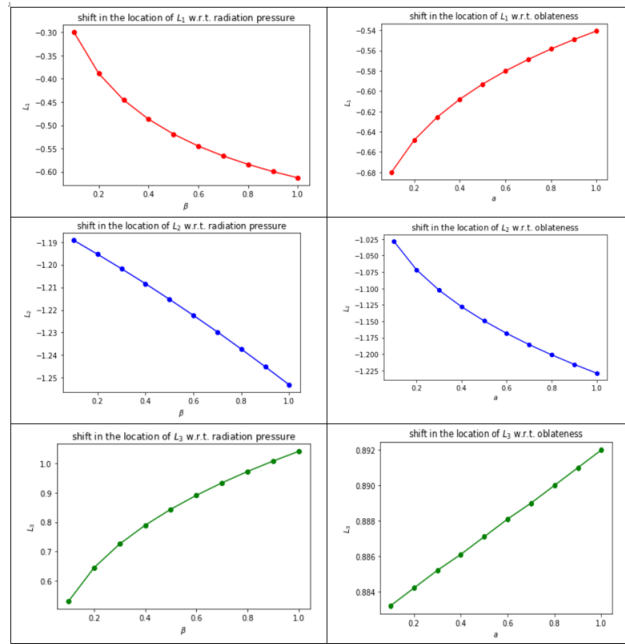 shift in the location of L₁ w.r.t. radiation pressure
−0.30
−0.35
−0.40
−0.45
−0.50
−0.55
−0.60
L₁
0.2 0.4 0.6 0.8 1.0
β
shift in the location of L₁ w.r.t. oblateness
−0.54
−0.56
−0.58
−0.60
−0.62
−0.64
−0.66
−0.68
L₁
0.2 0.4 0.6 0.8 1.0
a
shift in the location of L₂ w.r.t. radiation pressure
−1.19
−1.20
−1.21
−1.22
−1.23
−1.24
−1.25
L₂
0.2 0.4 0.6 0.8 1.0
β
shift in the location of L₂ w.r.t. oblateness
−1.025
−1.050
−1.075
−1.100
−1.125
−1.150
−1.175
−1.200
−1.225
L₂
0.2 0.4 0.6 0.8 1.0
a
shift in the location of L₃ w.r.t. radiation pressure
1.0
0.9
0.8
0.7
0.6
L₃
0.2 0.4 0.6 0.8 1.0
β
shift in the location of L₃ w.r.t. oblateness
0.892
0.890
0.888
0.886
0.884
L₃
0.2 0.4 0.6 0.8 1.0
a